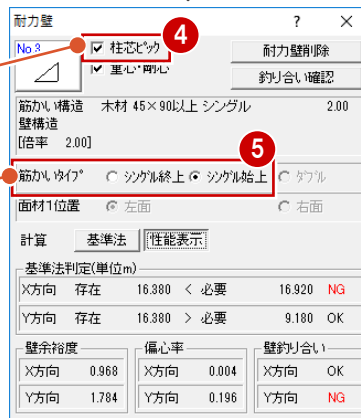 耐力壁 ? ×
No.3
☑ 柱芯ピック 4
耐力壁削除
☑ 重心・剛心
釣り合い確認
筋かい構造 木材 45×90以上 シングル 2.00
壁構造
[倍率 2.00]
5
筋かいタイプ ○ シングル終上 ◉ シングル始上 ○ ダブル
面材1位置 ◉ 左面 ○ 右面
計算 基準法 性能表示
基準法判定(単位m)
X方向 存在 16.380 < 必要 16.920 NG
Y方向 存在 16.380 > 必要 9.180 OK
壁余裕度 偏心率 壁釣り合い
X方向 0.968 X方向 0.004 X方向 OK
Y方向 1.784 Y方向 0.196 Y方向 NG